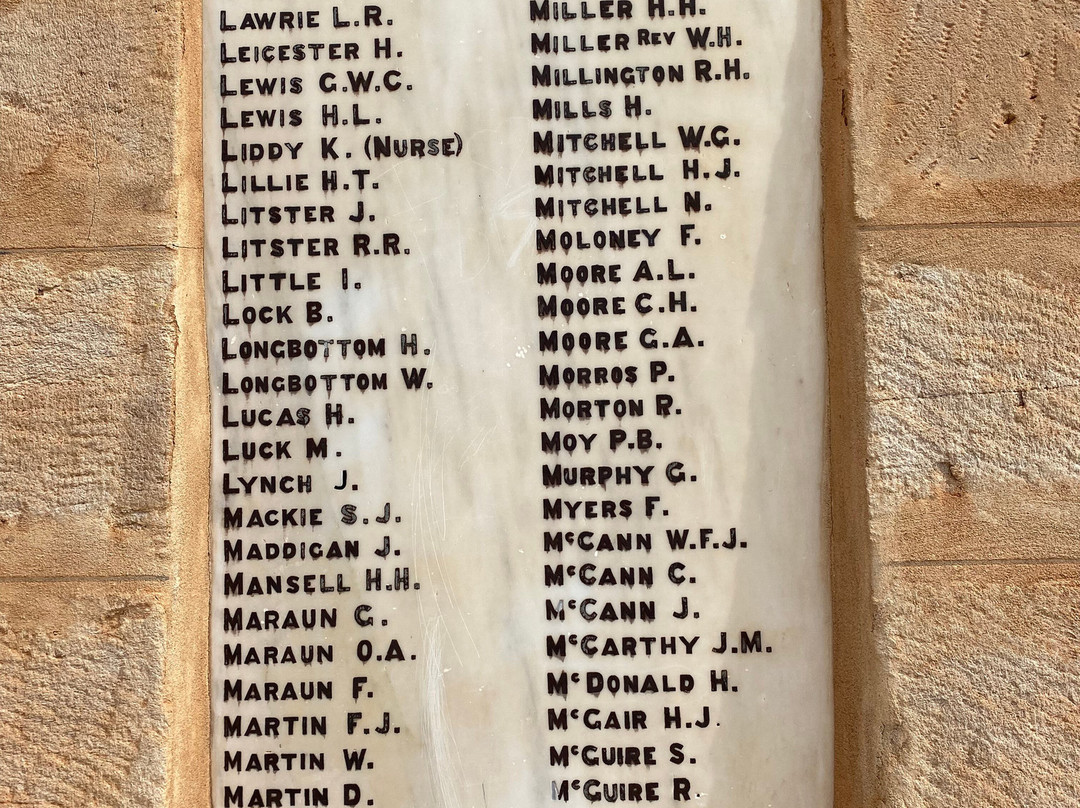 LAWRIE L.R.
LEICESTER H.
LEWIS G.W.C.
LEWIS H.L.
LIDDY K. (NURSE)
LILLIE H.T.
LITSTER J.
LITSTER R.R.
LITTLE I.
LOCK B.
LONGBOTTOM H.
LONGBOTTOM W.
LUCAS H.
LUCK M.
LYNCH J.
MACKIE S.J.
MADDIGAN J.
MANSELL H.H.
MARAUN G.
MARAUN O.A.
MARAUN F.
MARTIN F.J.
MARTIN W.
MARTIN D.
MILLER H.H.
MILLER REV W.H.
MILLINGTON R.H.
MILLS H.
MITCHELL W.G.
MITCHELL H.J.
MITCHELL N.
MOLONEY F.
MOORE A.L.
MOORE C.H.
MOORE G.A.
MORROS P.
MORTON R.
MOY P.B.
MURPHY G.
MYERS F.
McCANN W.F.J.
McCANN C.
McCANN J.
McCARTHY J.M.
McDONALD H.
McGAIR H.J.
McGUIRE S.
McGUIRE R.